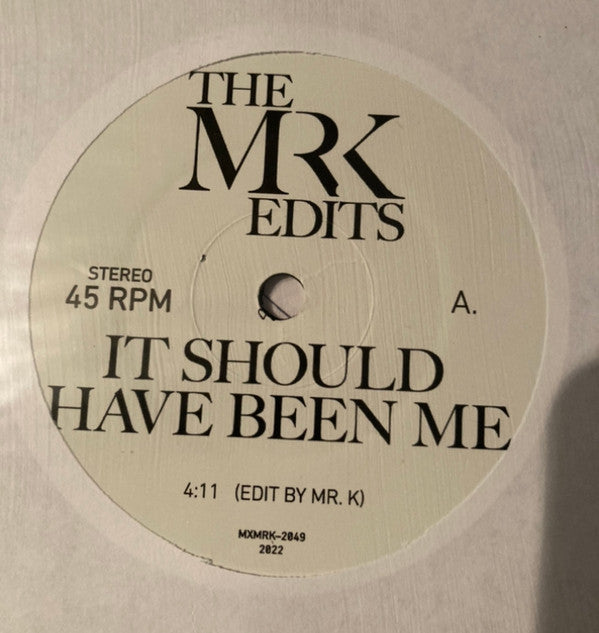 THE
MRK
EDITS
STEREO
45 RPM
A.
IT SHOULD
HAVE BEEN ME
4:11 (EDIT BY MR. K)
MXMRK-2049
2022